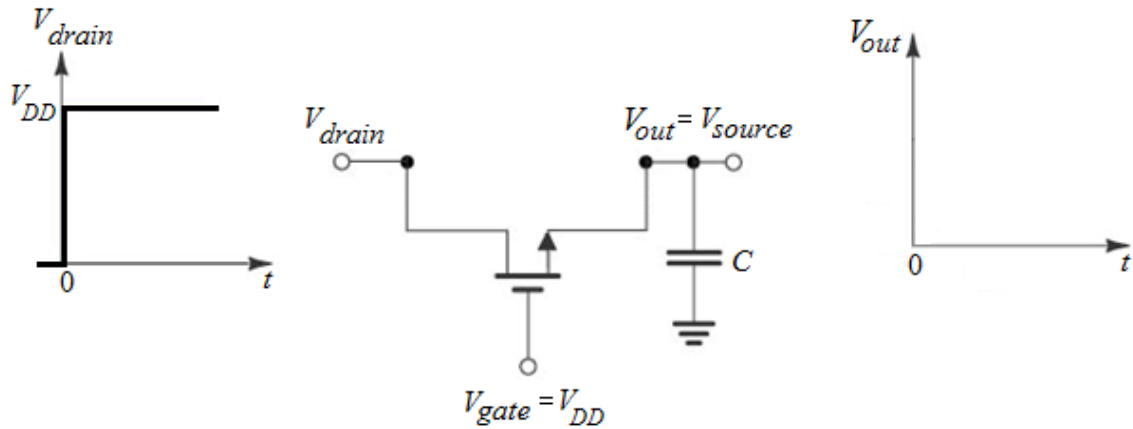 V_drain
V_DD
0
t
V_drain
V_out = V_source
C
V_gate = V_DD
V_out
0
t